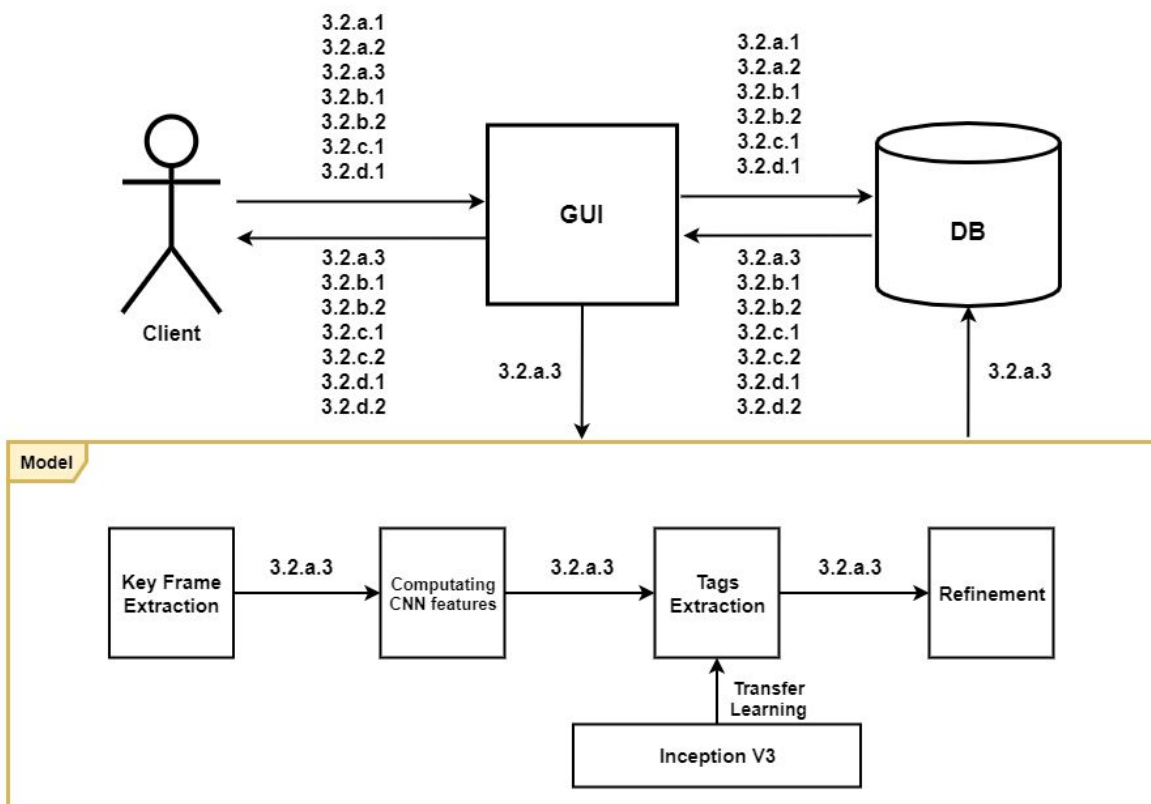 3.2.a.1
3.2.a.2
3.2.a.3
3.2.b.1
3.2.b.2
3.2.c.1
3.2.d.1
3.2.a.1
3.2.a.2
3.2.b.1
3.2.b.2
3.2.c.1
3.2.d.1
Client
GUI
DB
3.2.a.3
3.2.b.1
3.2.b.2
3.2.c.1
3.2.c.2
3.2.d.1
3.2.d.2
3.2.a.3
3.2.a.3
3.2.b.1
3.2.b.2
3.2.c.1
3.2.c.2
3.2.d.1
3.2.d.2
3.2.a.3
Model
Key Frame
Extraction
3.2.a.3
Computating
CNN features
3.2.a.3
Tags
Extraction
3.2.a.3
Refinement
Transfer
Learning
Inception V3